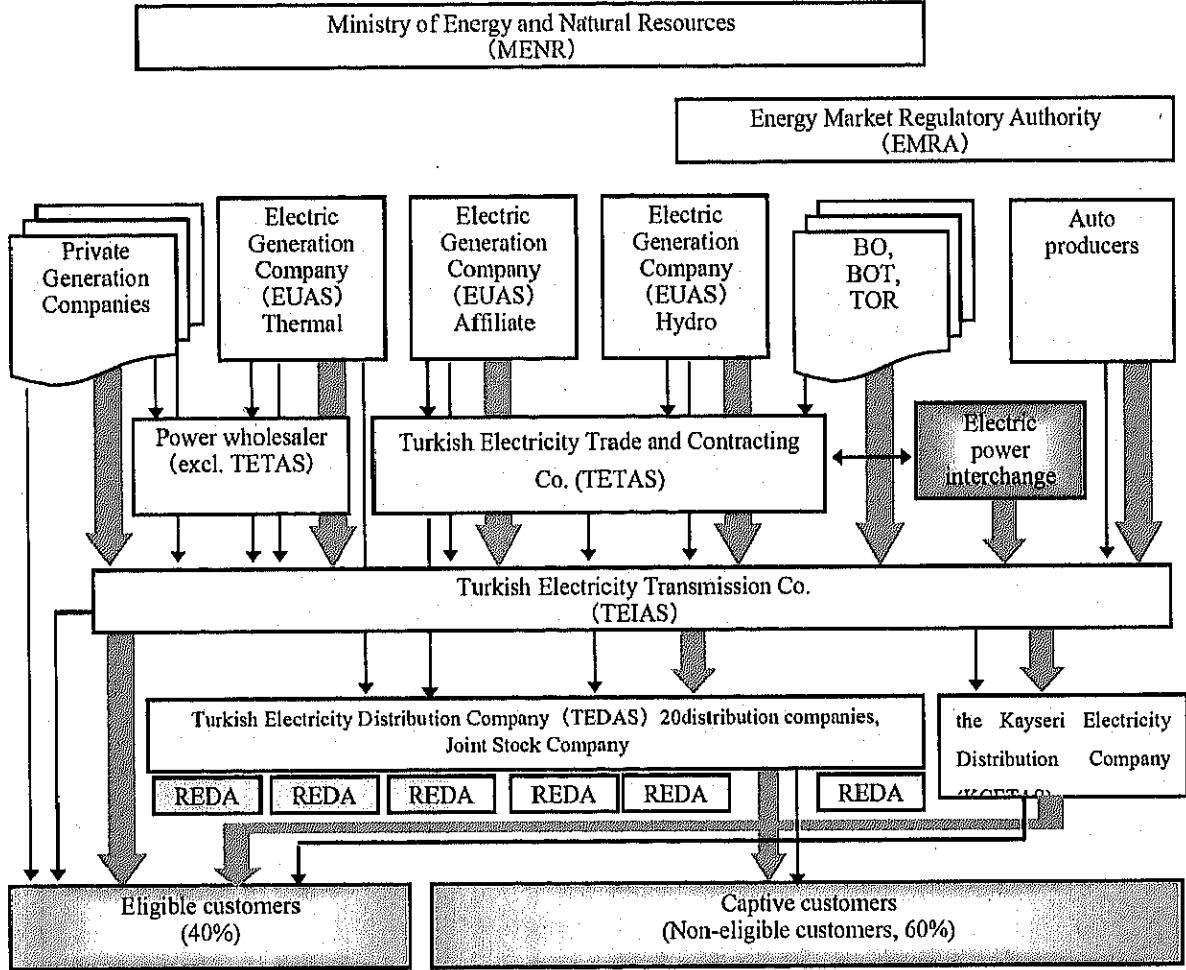 Ministry of Energy and Natural Resources
(MENR)
Energy Market Regulatory Authority
(EMRA)
Private
Generation
Companies
Electric
Generation
Company
(EUAS)
Thermal
Electric
Generation
Company
(EUAS)
Affiliate
Electric
Generation
Company
(EUAS)
Hydro
BO,
BOT,
TOR
Auto
producers
Power wholesaler
(excl. TETAS)
Turkish Electricity Trade and Contracting
Co. (TETAS)
Electric
power
interchange
Turkish Electricity Transmission Co.
(TEIAS)
Turkish Electricity Distribution Company (TEDAS) 20distribution companies,
Joint Stock Company
the Kayseri Electricity
Distribution Company
REDA REDA REDA REDA REDA REDA
Eligible customers
(40%)
Captive customers
(Non-eligible customers, 60%)